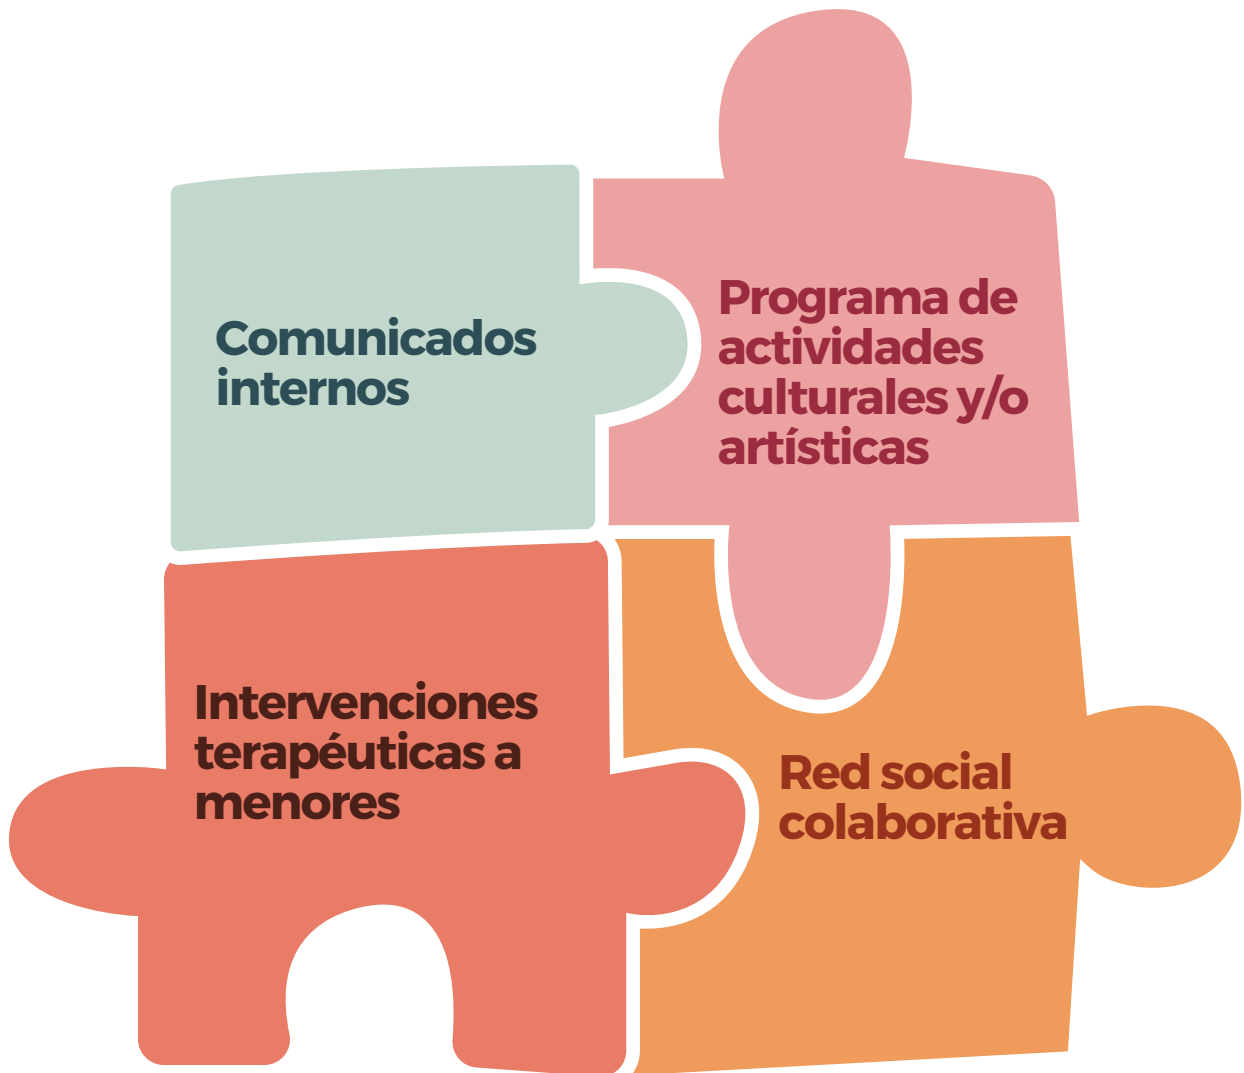 Comunicados
internos
Programa de
actividades
culturales y/o
artísticas
Intervenciones
terapéuticas a
menores
Red social
colaborativa